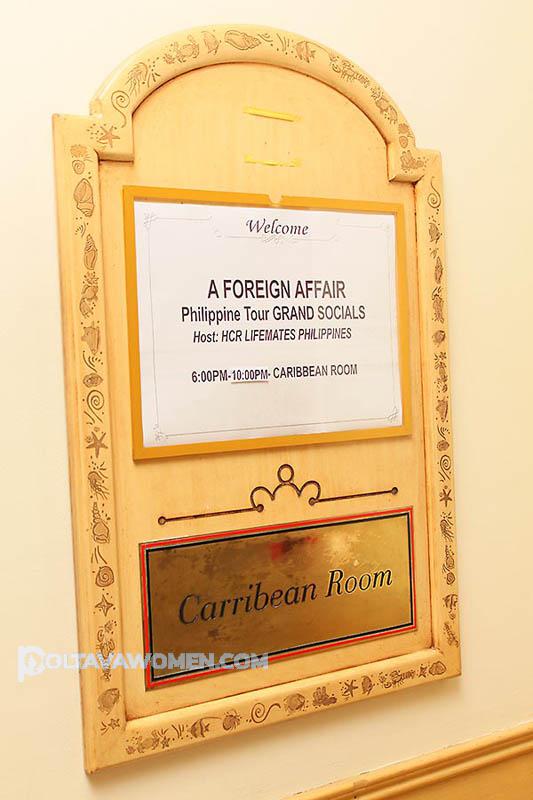 Welcome
A FOREIGN AFFAIR
Philippine Tour GRAND SOCIALS
Host: HCR LIFEMATES PHILIPPINES
6:00PM-10:00PM- CARIBBEAN ROOM
Carribean Room
POLTAVAWOMEN.COM